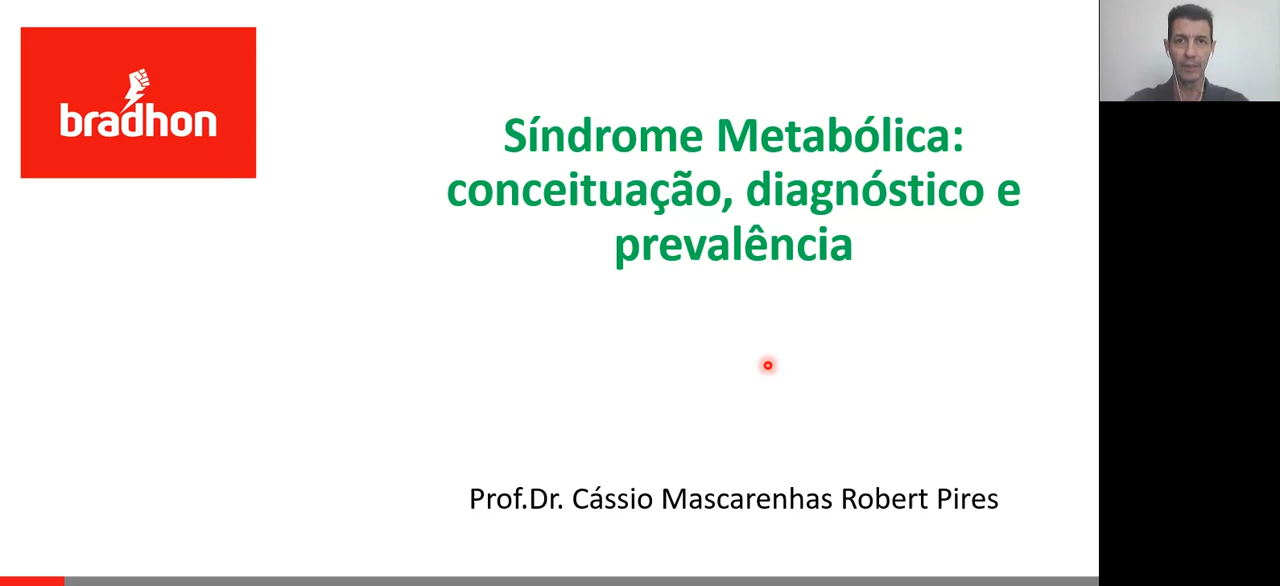 bradhon
Síndrome Metabólica:
conceituação, diagnóstico e
prevalência
Prof.Dr. Cássio Mascarenhas Robert Pires